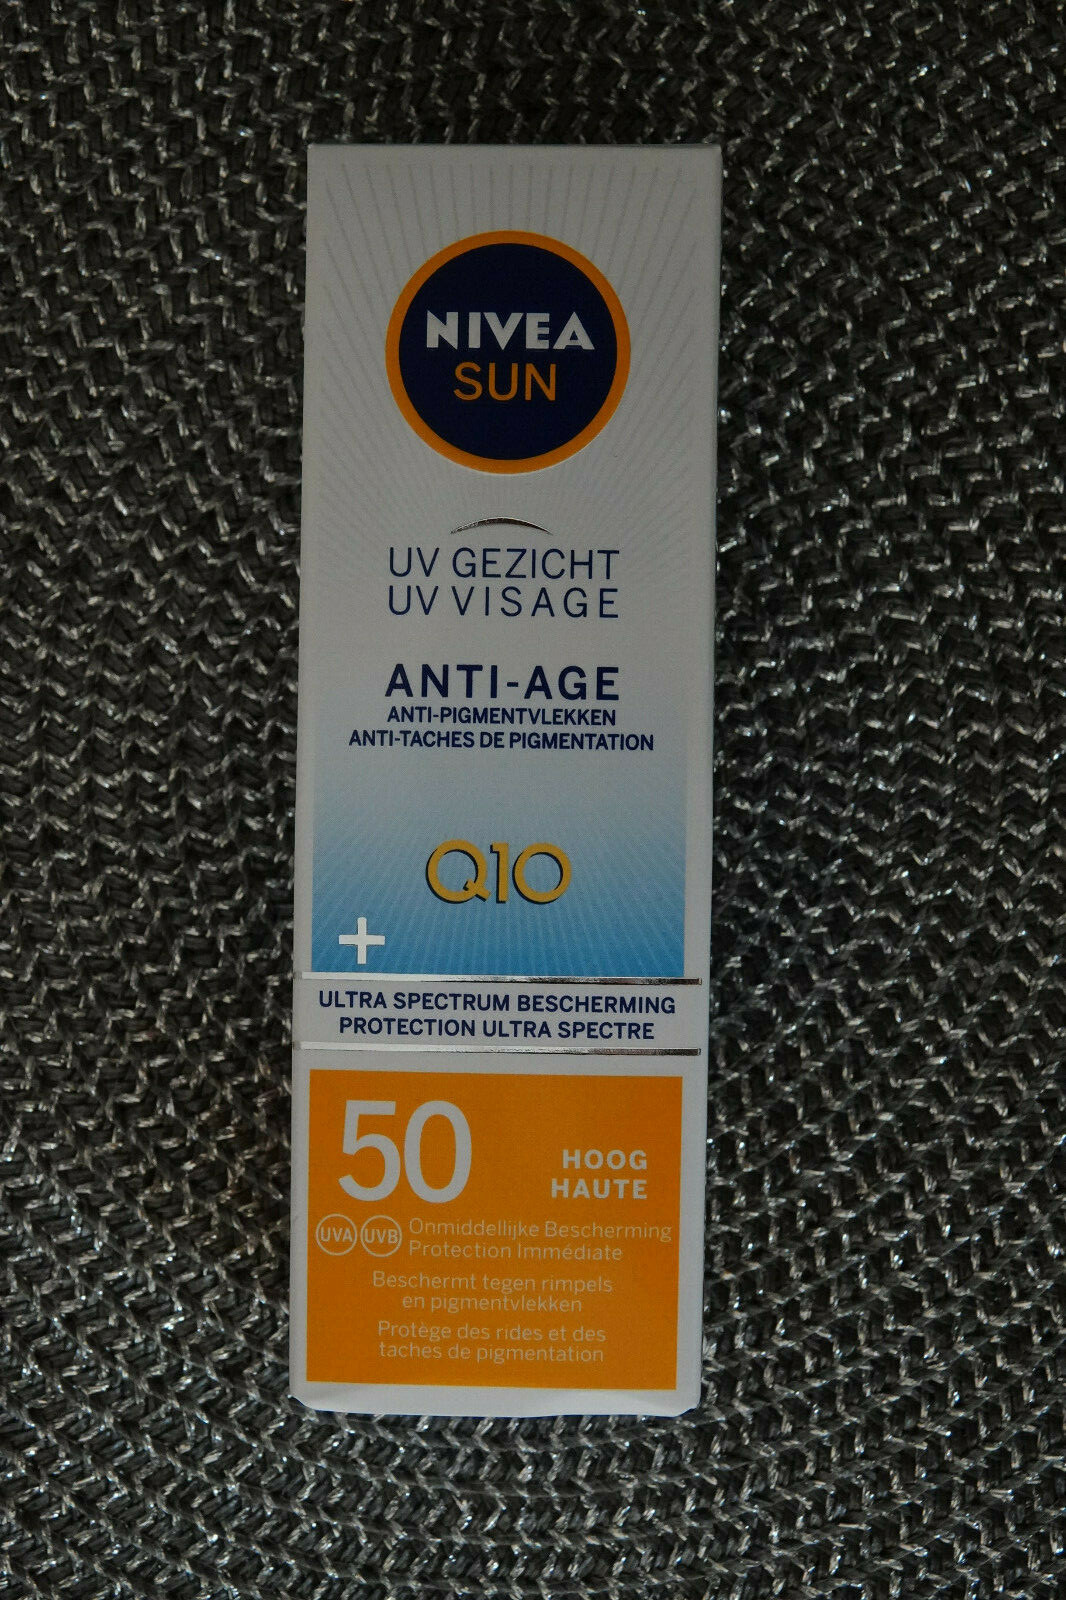 NIVEA
SUN
UV GEZICHT
UV VISAGE
ANTI-AGE
ANTI-PIGMENTVLEKKEN
ANTI-TACHES DE PIGMENTATION
Q10
+
ULTRA SPECTRUM BESCHERMING
PROTECTION ULTRA SPECTRE
50
HOOG
HAUTE
UVA UVB
Onmiddellijke Bescherming
Protection Immédiate
Beschermt tegen rimpels
en pigmentvlekken
Protège des rides et des
taches de pigmentation